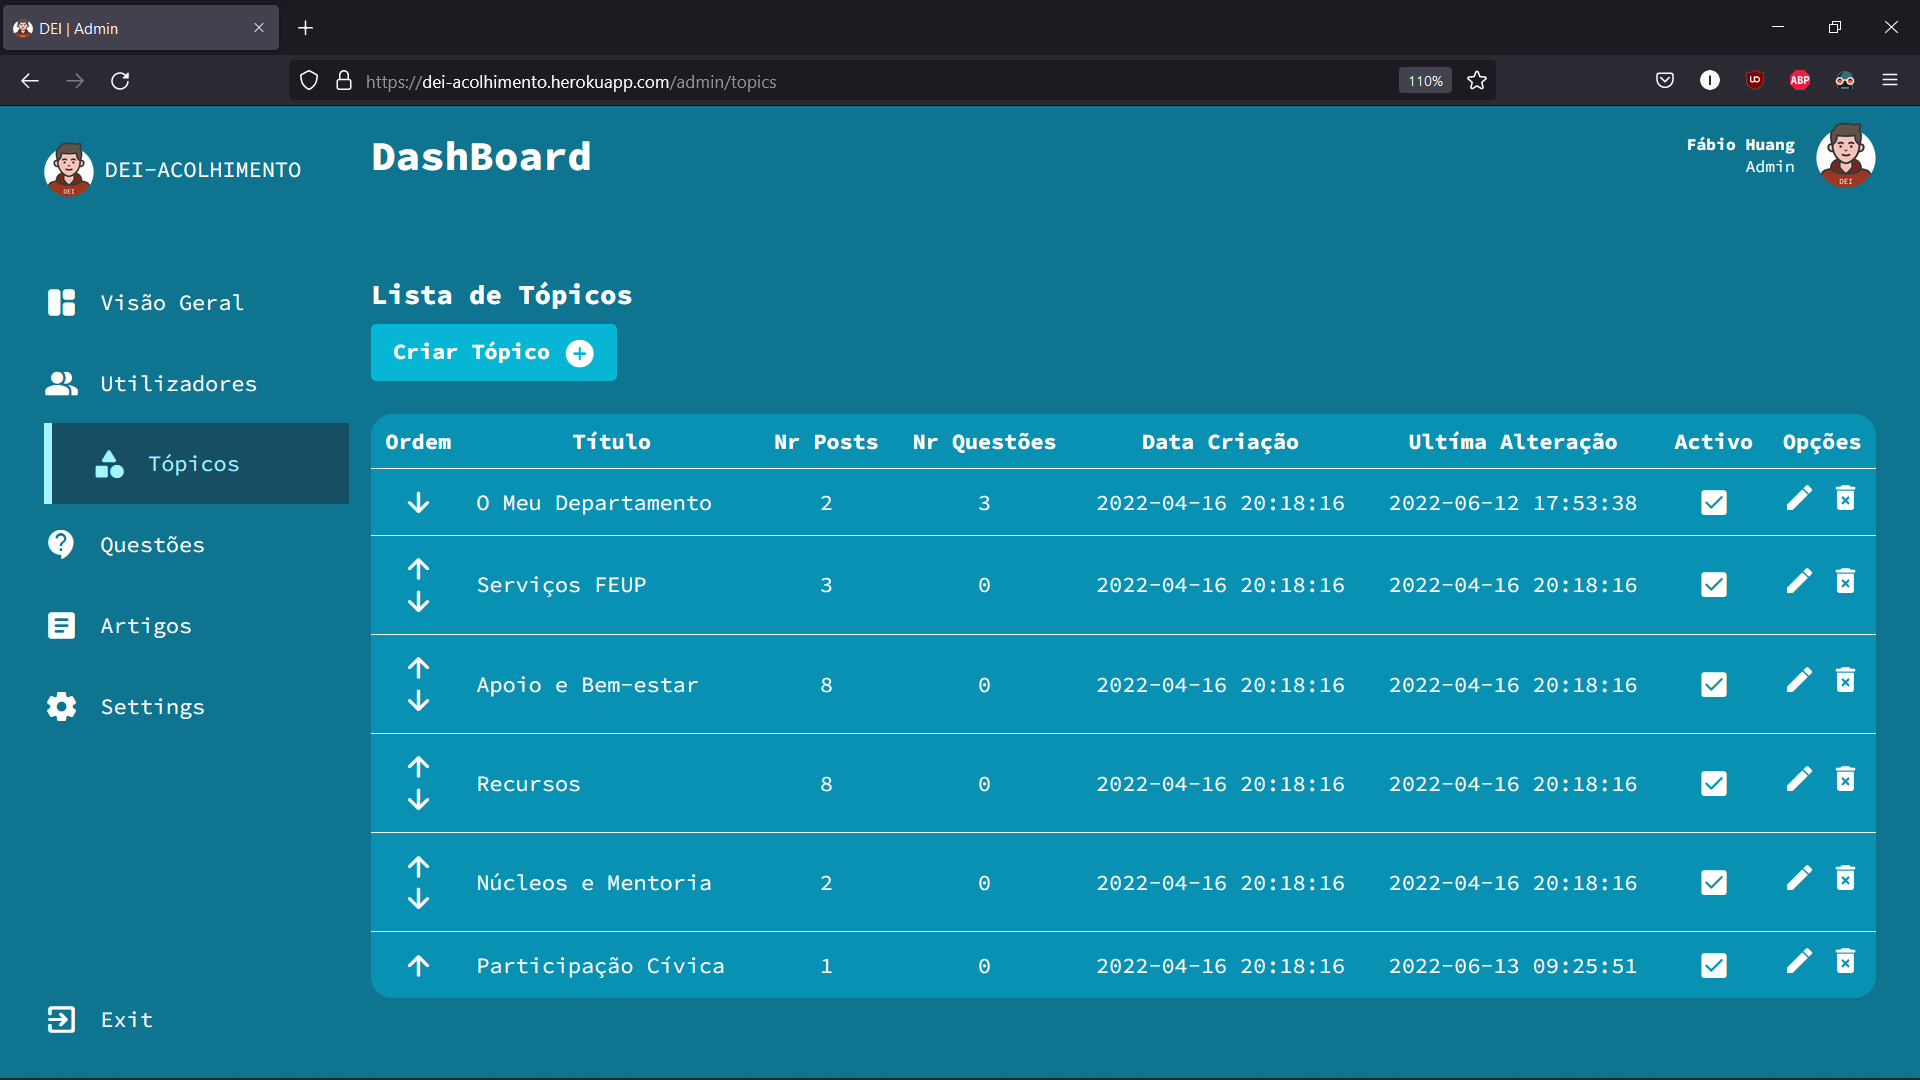 DEI | Admin
https://dei-acolhimento.herokuapp.com/admin/topics
110%
ABP
DEI
DEI-ACOLHIMENTO
DashBoard
Fábio Huang
Admin
DEI
Visão Geral
Utilizadores
Tópicos
Questões
Artigos
Settings
Exit
Lista de Tópicos
Criar Tópico
Ordem Título Nr Posts Nr Questões Data Criação Ultíma Alteração Activo Opções
O Meu Departamento 2 3 2022-04-16 20:18:16 2022-06-12 17:53:38
Serviços FEUP 3 0 2022-04-16 20:18:16 2022-04-16 20:18:16
Apoio e Bem-estar 8 0 2022-04-16 20:18:16 2022-04-16 20:18:16
Recursos 8 0 2022-04-16 20:18:16 2022-04-16 20:18:16
Núcleos e Mentoria 2 0 2022-04-16 20:18:16 2022-04-16 20:18:16
Participação Cívica 1 0 2022-04-16 20:18:16 2022-06-13 09:25:51